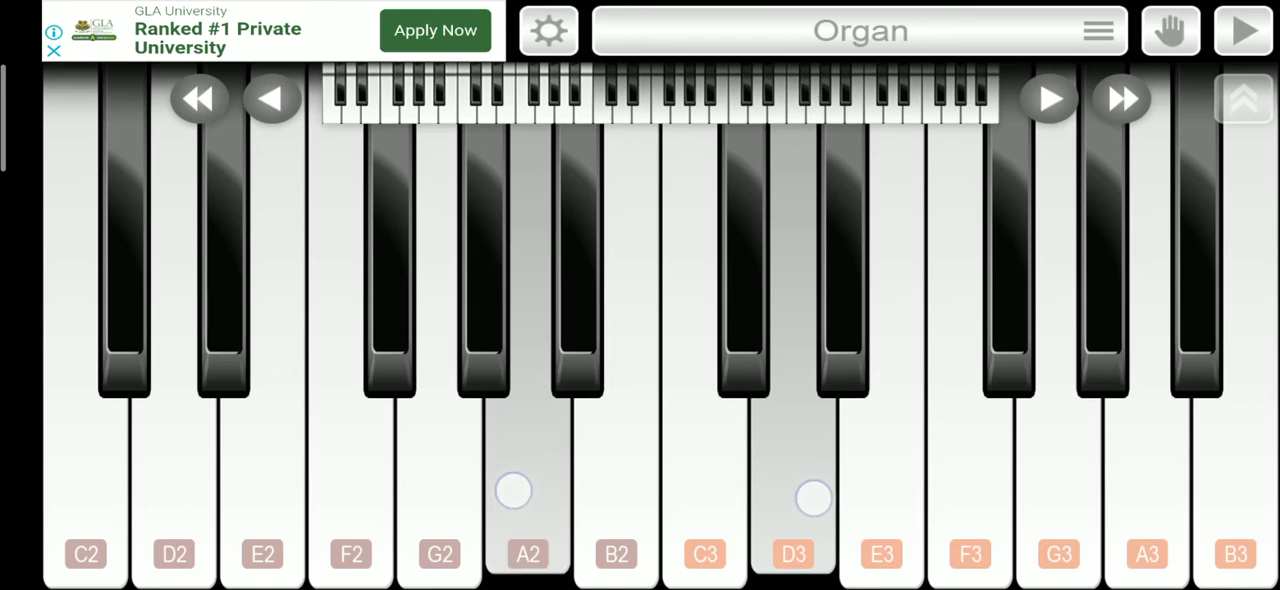 GLA University
Ranked #1 Private
University
GLA
Apply Now
Organ
C2 D2 E2 F2 G2 A2 B2 C3 D3 E3 F3 G3 A3 B3